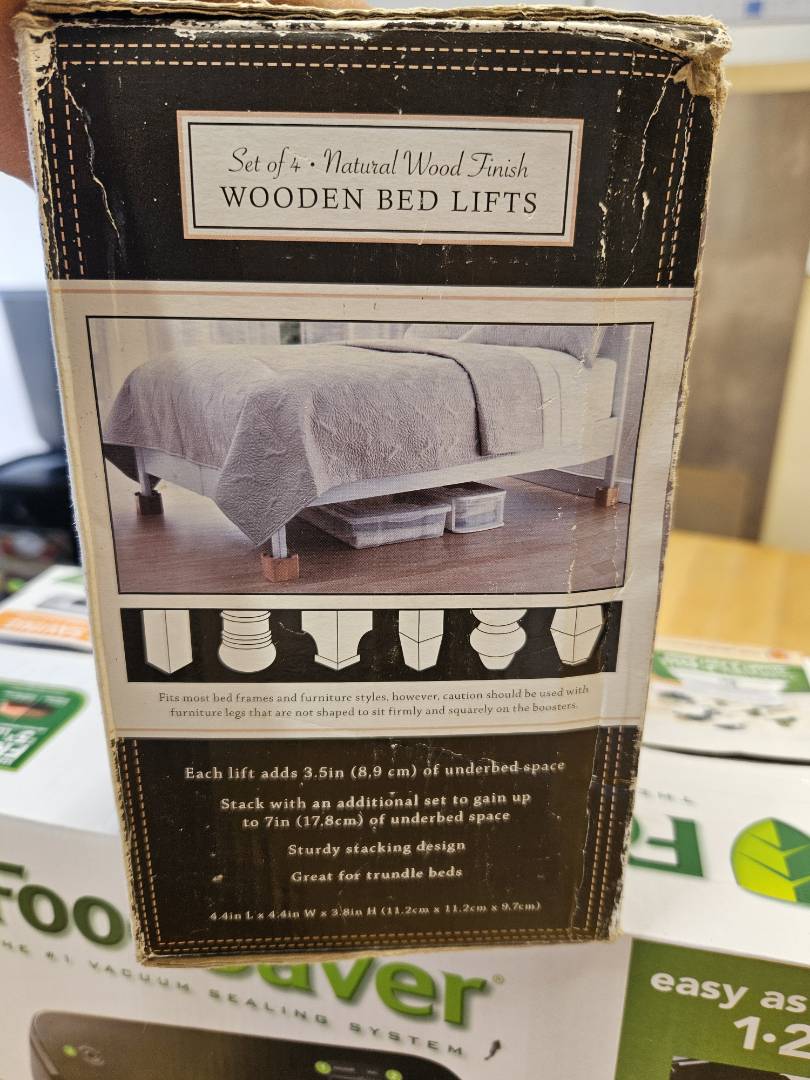 Set of 4 • Natural Wood Finish
WOODEN BED LIFTS
Fits most bed frames and furniture styles, however, caution should be used with
furniture legs that are not shaped to sit firmly and squarely on the boosters.
Each lift adds 3.5in (8,9 cm) of underbed space
Stack with an additional set to gain up
to 7in (17.8cm) of underbed space
Sturdy stacking design
Great for trundle beds
4.4in L x 4.4in W x 3.8in H (11.2cm x 11.2cm x 9.7cm)
Foo
aver®
#1 VACUUM SEALING SYSTEM
easy as
1•2